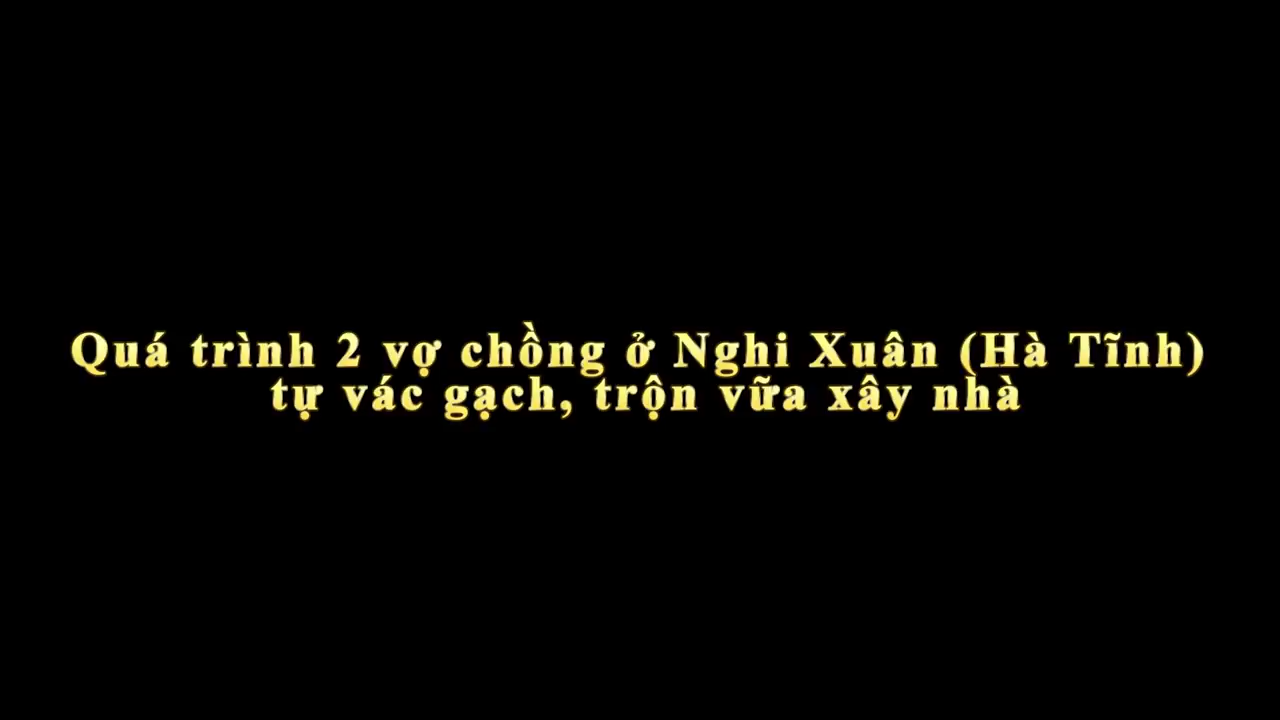 Quá trình 2 vợ chồng ở Nghi Xuân (Hà Tĩnh)
tự vác gạch, trộn vữa xây nhà